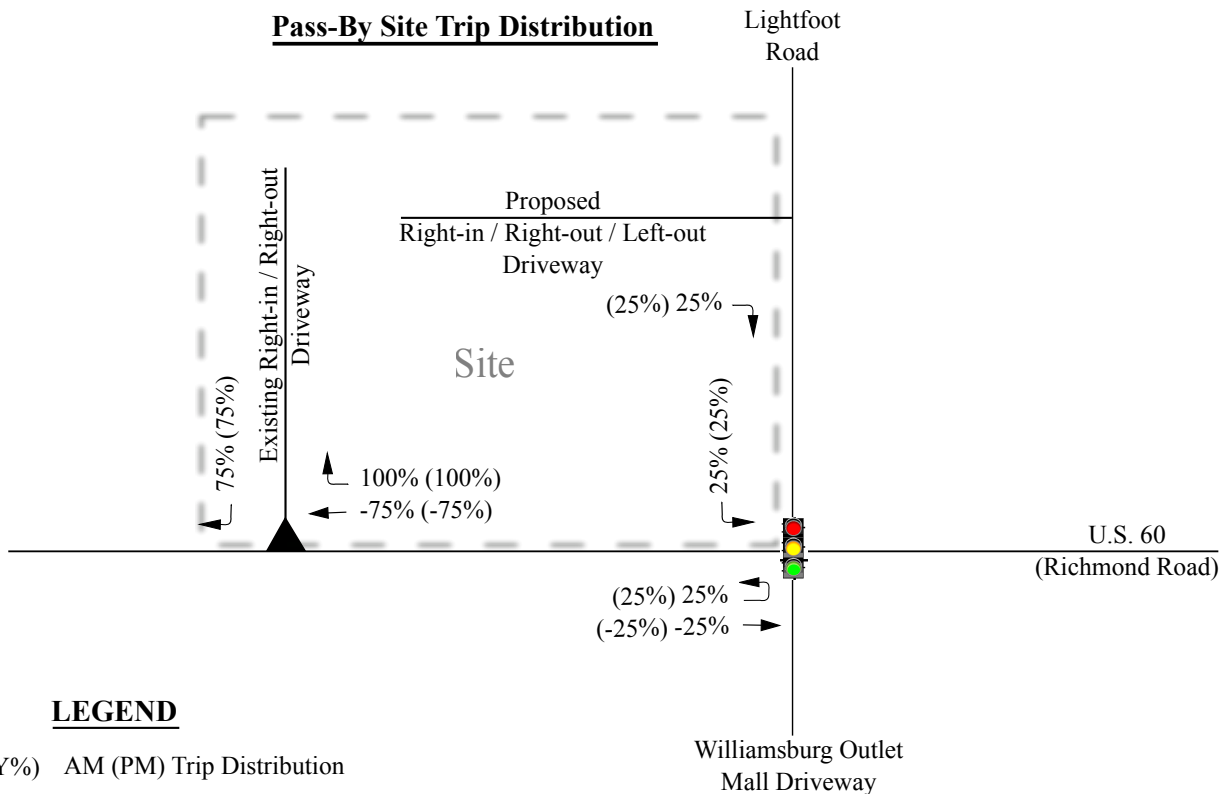 Pass-By Site Trip Distribution
Lightfoot
Road
Existing Right-in / Right-out
Driveway
Proposed
Right-in / Right-out / Left-out
Driveway
(25%) 25%
Site
75% (75%)
25% (25%)
100% (100%)
-75% (-75%)
U.S. 60
(Richmond Road)
(25%) 25%
(-25%) -25%
LEGEND
Y%) AM (PM) Trip Distribution
Williamsburg Outlet
Mall Driveway